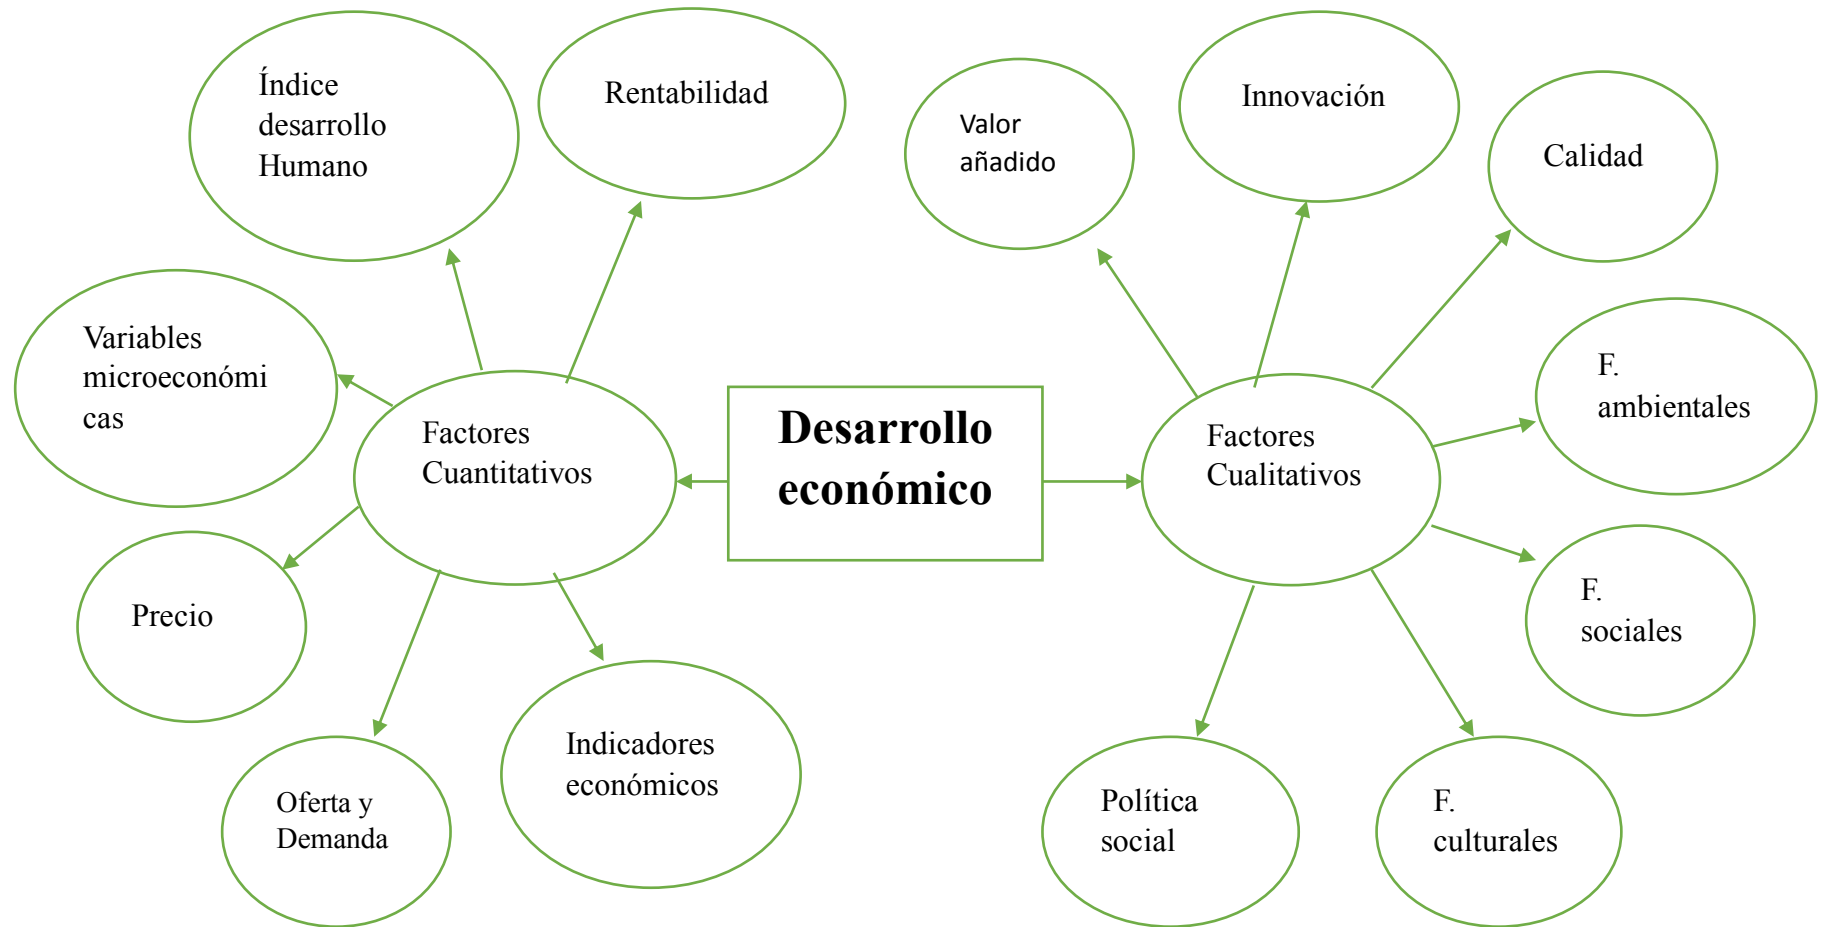 Índice
desarrollo
Humano
Rentabilidad
Valor
añadido
Innovación
Calidad
Variables
microeconómi
cas
Factores
Cuantitativos
Desarrollo
económico
Factores
Cualitativos
F.
ambientales
Precio
F.
sociales
Oferta y
Demanda
Indicadores
económicos
Política
social
F.
culturales